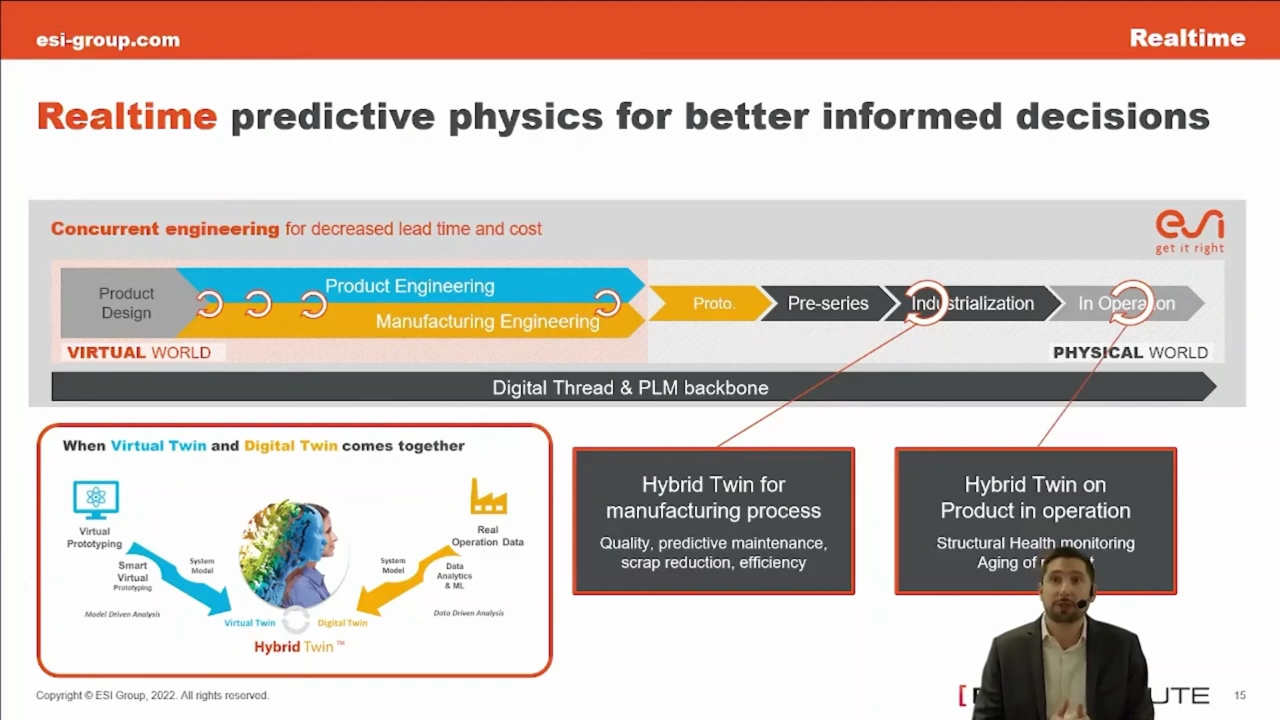 esi-group.com
Realtime
Realtime predictive physics for better informed decisions
Concurrent engineering for decreased lead time and cost
esi
get it right
Product
Design
Product Engineering
Manufacturing Engineering
Proto.
Pre-series
Industrialization
In Operation
VIRTUAL WORLD
PHYSICAL WORLD
Digital Thread & PLM backbone
When Virtual Twin and Digital Twin comes together
Virtual
Prototyping
Smart
Virtual
Prototyping
System
Model
Model Driven Analysis
Real
Operation Data
System
Model
Data
Analytics
& ML
Data Driven Analysis
Virtual Twin
Digital Twin
Hybrid Twin™
Hybrid Twin for
manufacturing process
Quality, predictive maintenance,
scrap reduction, efficiency
Hybrid Twin on
Product in operation
Structural Health monitoring
Aging of
Copyright © ESI Group, 2022. All rights reserved.
UTE
15